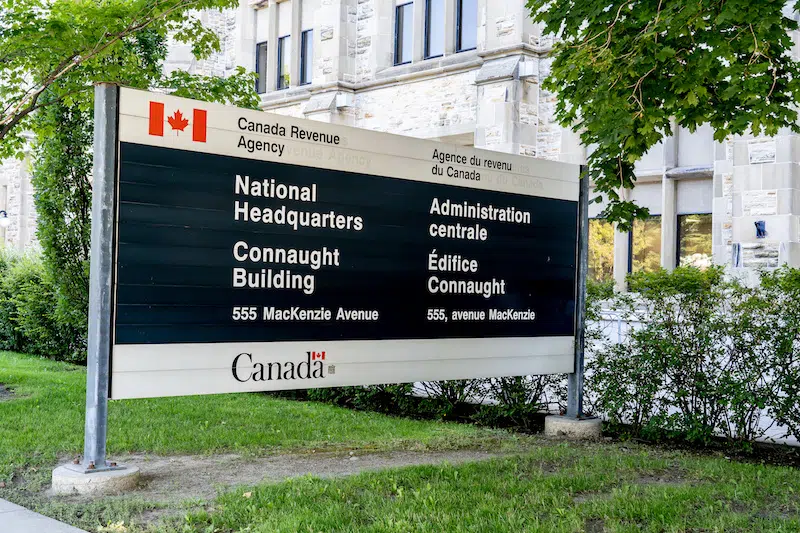 Canada Revenue
Agency
Agence du revenu
du Canada
National
Headquarters
Connaught
Building
555 MacKenzie Avenue
Administration
centrale
Édifice
Connaught
555, avenue MacKenzie
Canada